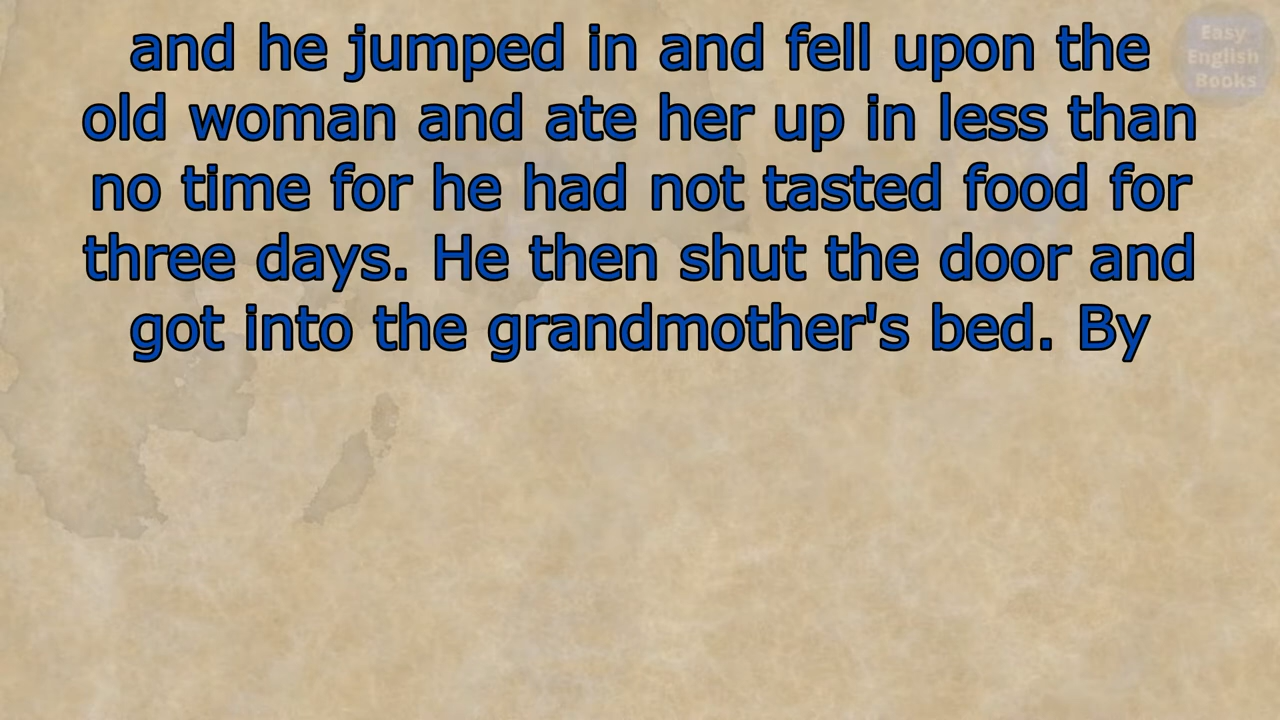 and he jumped in and fell upon the
old woman and ate her up in less than
no time for he had not tasted food for
three days. He then shut the door and
got into the grandmother's bed. By
Easy
English
Books